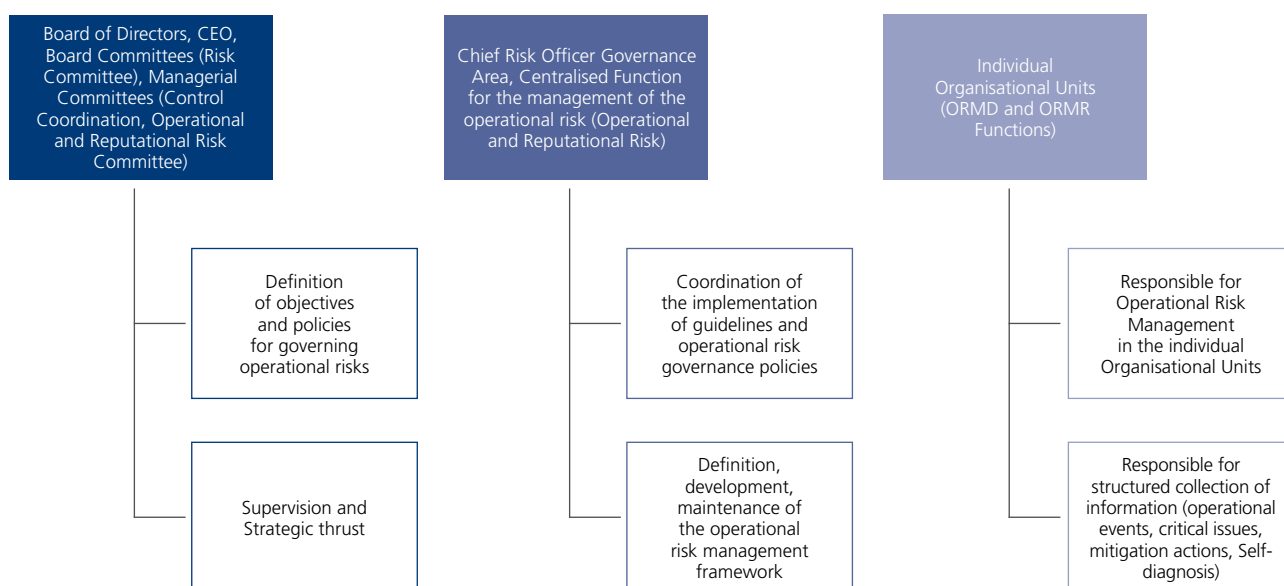 Board of Directors, CEO,
Board Committees (Risk
Committee), Managerial
Committees (Control
Coordination, Operational
and Reputational Risk
Committee)
Definition
of objectives
and policies
for governing
operational risks
Supervision and
Strategic thrust
Chief Risk Officer Governance
Area, Centralised Function
for the management of the
operational risk (Operational
and Reputational Risk)
Coordination of
the implementation
of guidelines and
operational risk
governance policies
Definition,
development,
maintenance of
the operational
risk management
framework
Individual
Organisational Units
(ORMD and ORMR
Functions)
Responsible for
Operational Risk
Management
in the individual
Organisational Units
Responsible for
structured collection of
information (operational
events, critical issues,
mitigation actions, Self-
diagnosis)